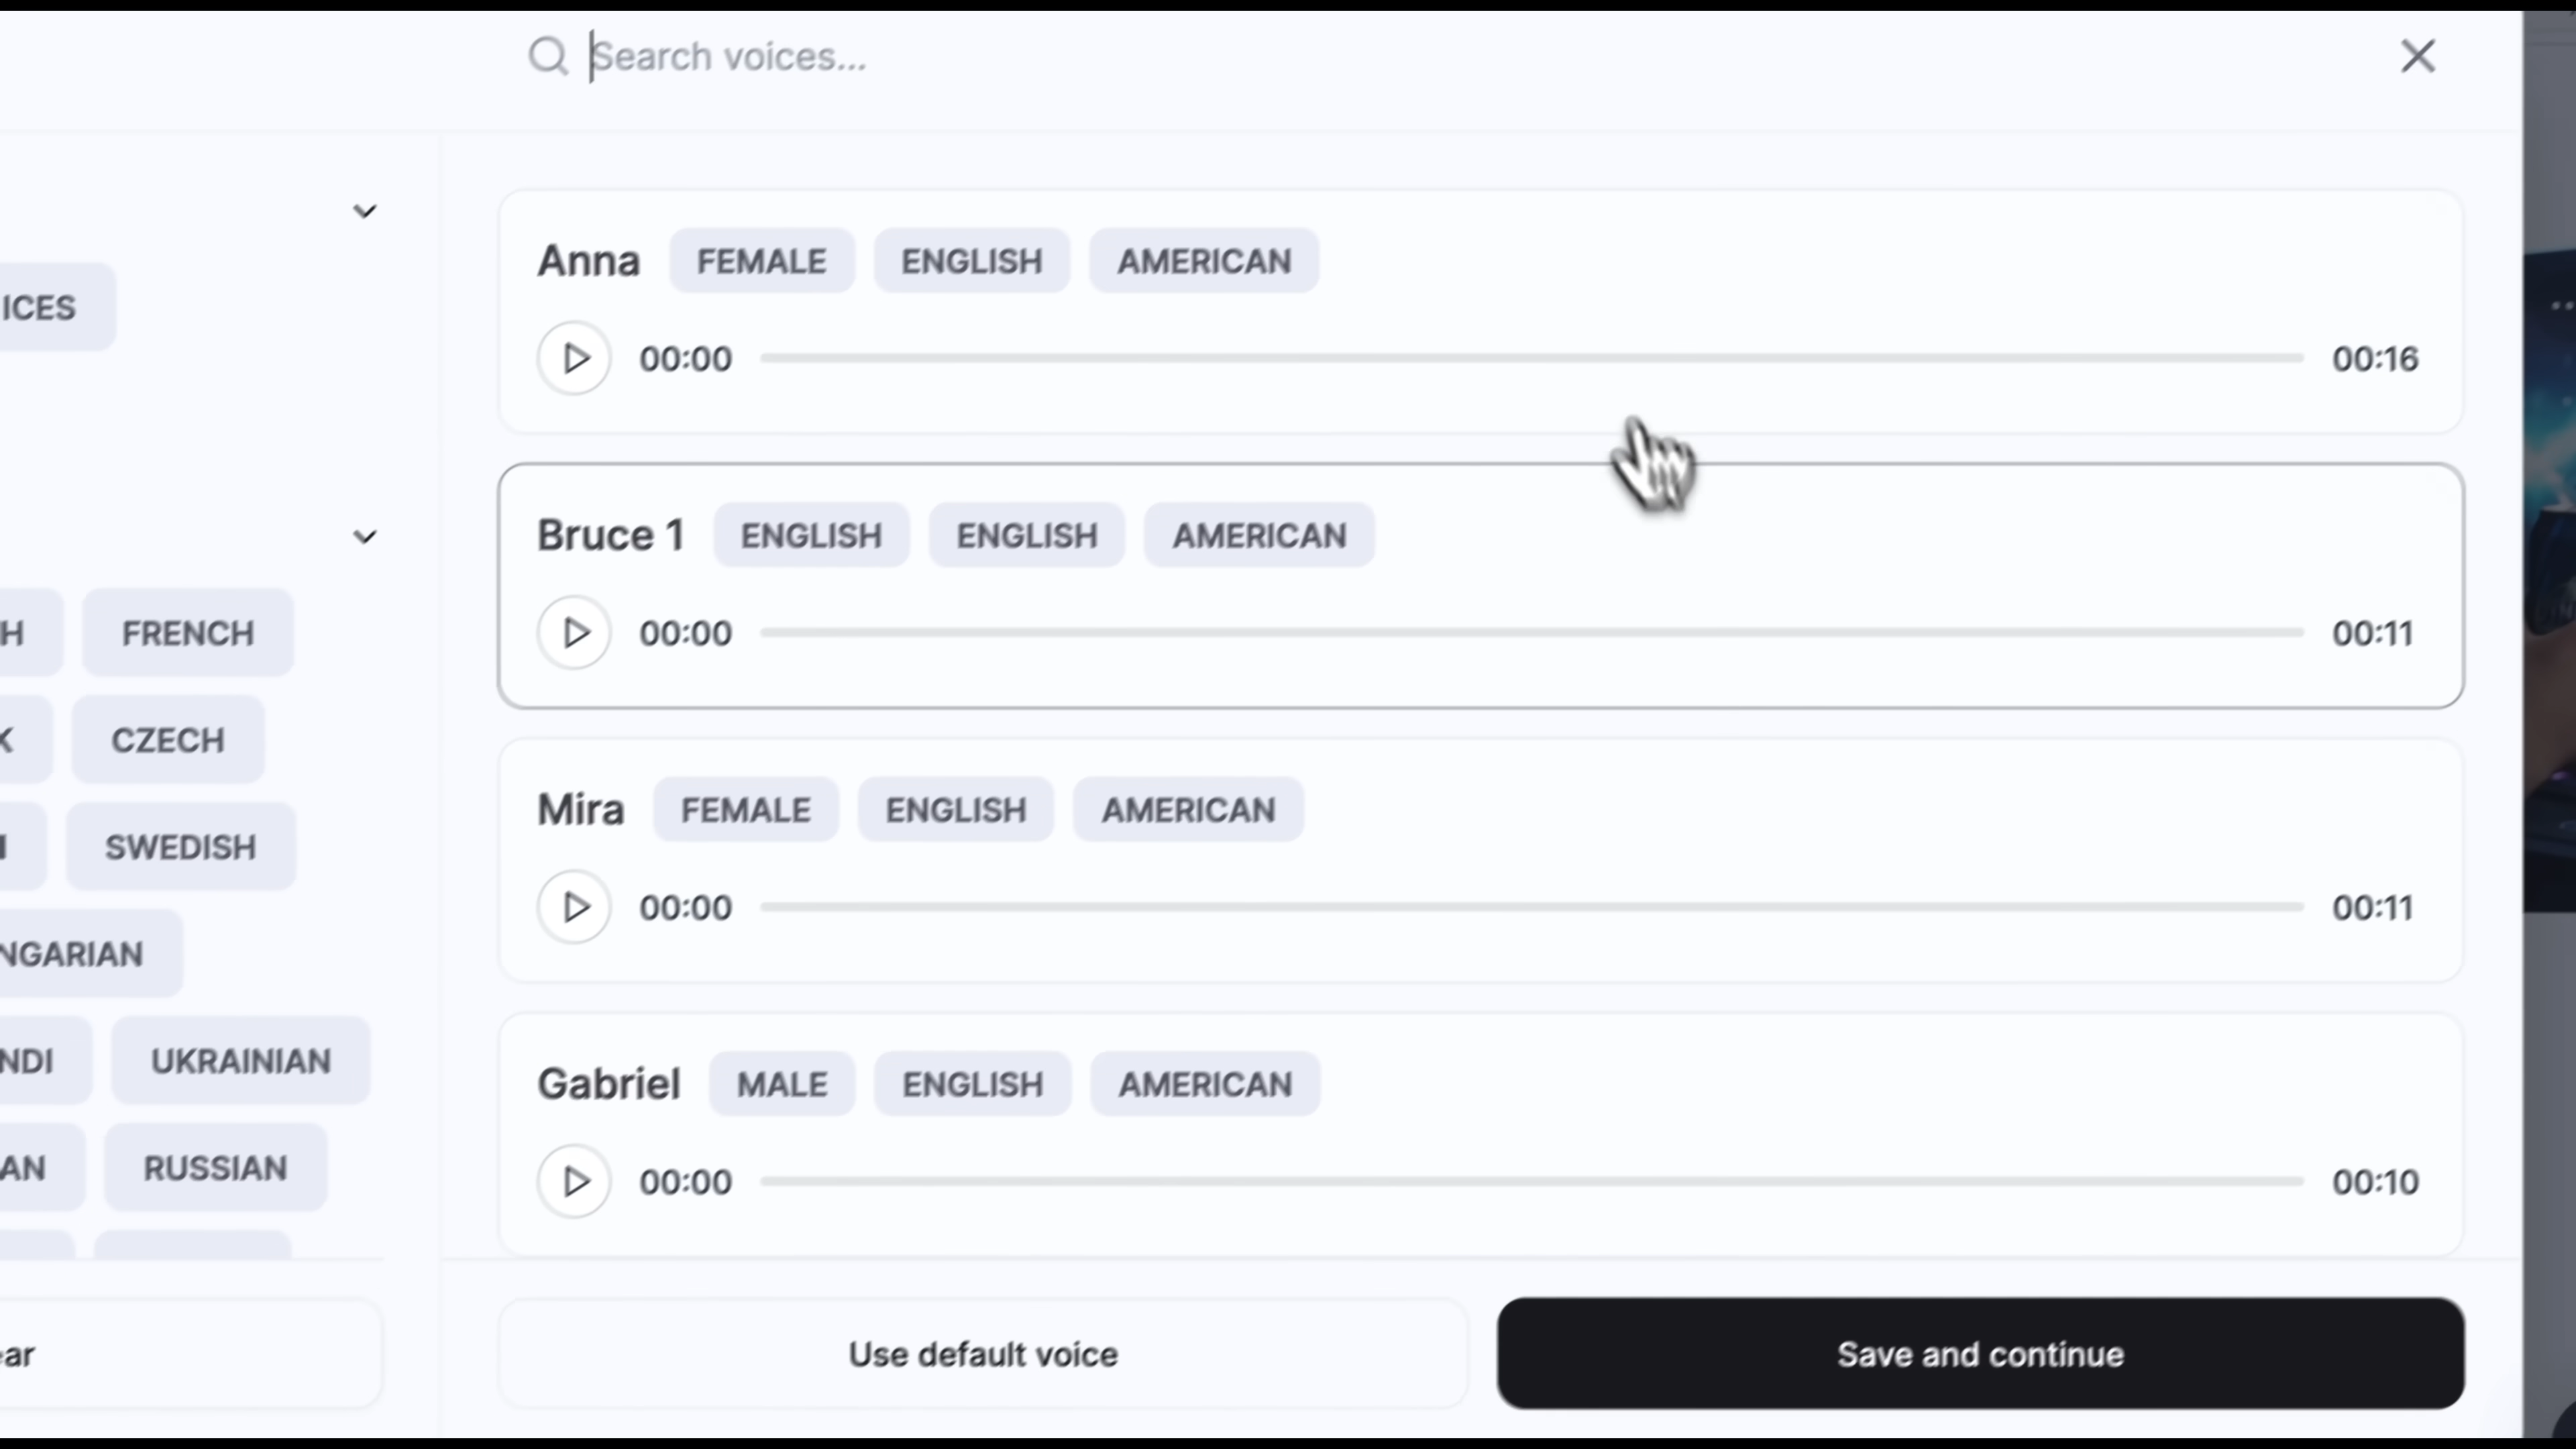 Search voices...
ICES
H FRENCH
K CZECH
SWEDISH
NGARIAN
NDI UKRAINIAN
AN RUSSIAN
ear
Anna FEMALE ENGLISH AMERICAN
00:00 00:16
Bruce 1 ENGLISH ENGLISH AMERICAN
00:00 00:11
Mira FEMALE ENGLISH AMERICAN
00:00 00:11
Gabriel MALE ENGLISH AMERICAN
00:00 00:10
Use default voice Save and continue